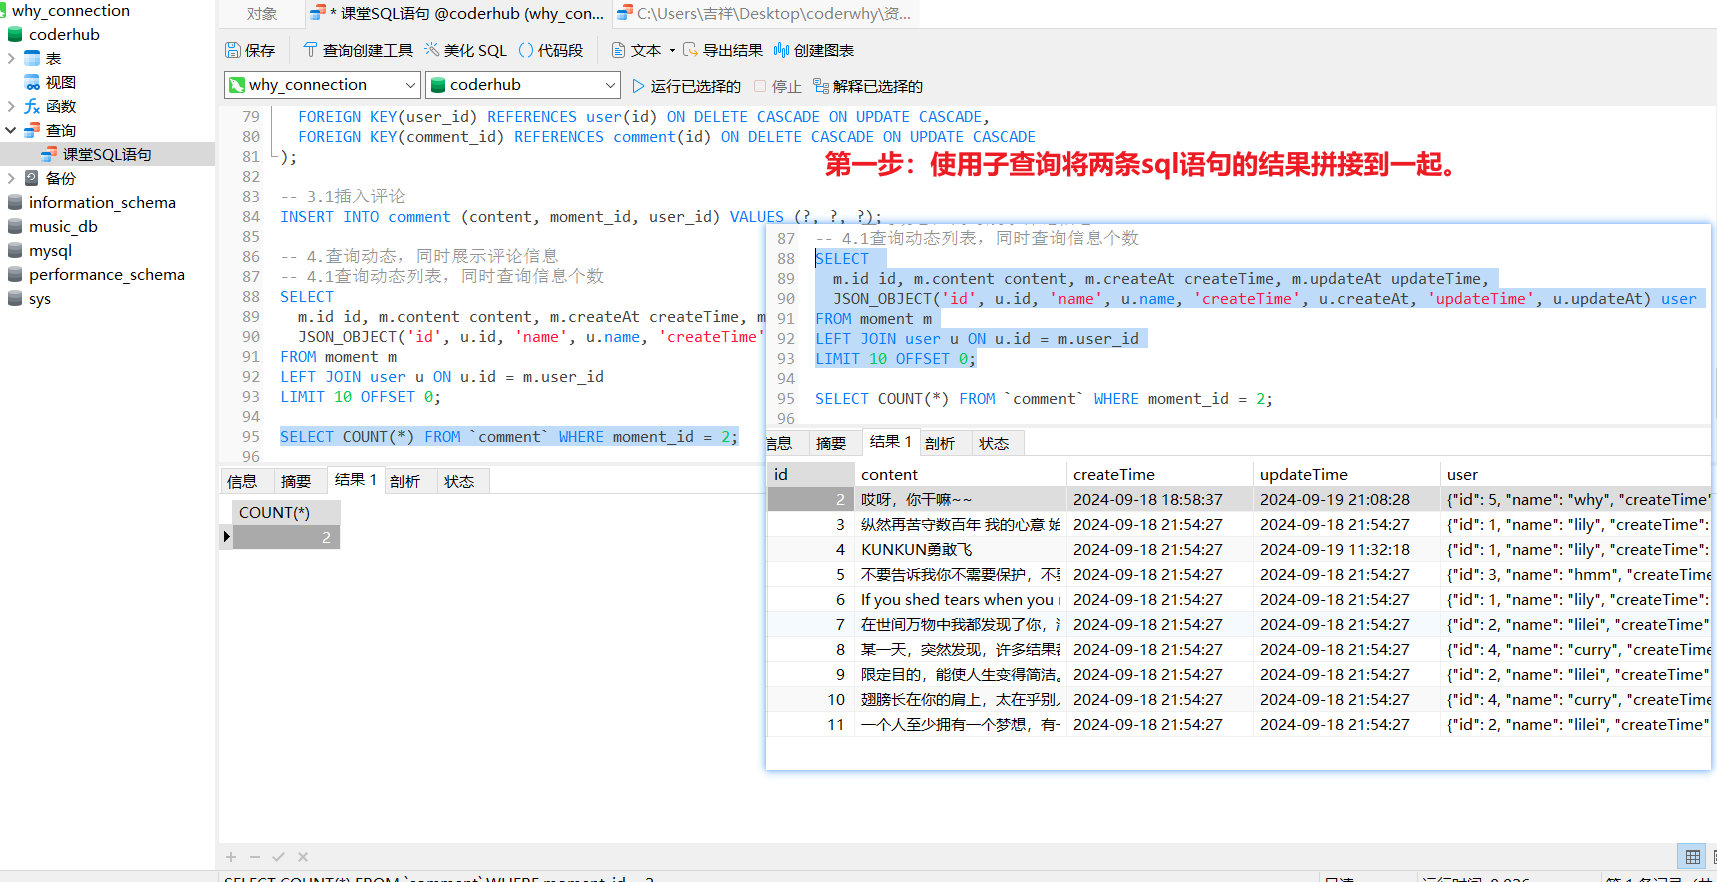 why_connection
coderhub
表
视图
函数
查询
课堂SQL语句
备份
information_schema
music_db
mysql
performance_schema
sys
对象
* 课堂SQL语句 @coderhub (why_con...
C:\Users\吉祥\Desktop\coderwhy\资...
保存
查询创建工具
美化 SQL
() 代码段
文本
导出结果
创建图表
why_connection
coderhub
运行已选择的
停止
解释已选择的
79 FOREIGN KEY(user_id) REFERENCES user(id) ON DELETE CASCADE ON UPDATE CASCADE,
80 FOREIGN KEY(comment_id) REFERENCES comment(id) ON DELETE CASCADE ON UPDATE CASCADE
81 );
第一步：使用子查询将两条sql语句的结果拼接到一起。
82
83 -- 3.1插入评论
84 INSERT INTO comment (content, moment_id, user_id) VALUES (?, ?, ?);
85
86 -- 4.查询动态，同时展示评论信息
87 -- 4.1查询动态列表，同时查询信息个数
88 SELECT
89 m.id id, m.content content, m.createAt createTime, m
90 JSON_OBJECT('id', u.id, 'name', u.name, 'createTime'
91 FROM moment m
92 LEFT JOIN user u ON u.id = m.user_id
93 LIMIT 10 OFFSET 0;
94
95 SELECT COUNT(*) FROM `comment` WHERE moment_id = 2;
96
信息 摘要 结果 1 剖析 状态
COUNT(*)
2
87 -- 4.1查询动态列表，同时查询信息个数
88 SELECT
89 m.id id, m.content content, m.createAt createTime, m.updateAt updateTime,
90 JSON_OBJECT('id', u.id, 'name', u.name, 'createTime', u.createAt, 'updateTime', u.updateAt) user
91 FROM moment m
92 LEFT JOIN user u ON u.id = m.user_id
93 LIMIT 10 OFFSET 0;
94
95 SELECT COUNT(*) FROM `comment` WHERE moment_id = 2;
96
信息 摘要 结果 1 剖析 状态
id content createTime updateTime user
2 哎呀，你干嘛~~ 2024-09-18 18:58:37 2024-09-19 21:08:28 {"id": 5, "name": "why", "createTime"
3 纵然再苦守数百年 我的心意 始 2024-09-18 21:54:27 2024-09-18 21:54:27 {"id": 1, "name": "lily", "createTime":
4 KUNKUN勇敢飞 2024-09-18 21:54:27 2024-09-19 11:32:18 {"id": 1, "name": "lily", "createTime":
5 不要告诉我你不需要保护，不 2024-09-18 21:54:27 2024-09-18 21:54:27 {"id": 3, "name": "hmm", "createTime
6 If you shed tears when you 2024-09-18 21:54:27 2024-09-18 21:54:27 {"id": 1, "name": "lily", "createTime":
7 在世间万物中我都发现了你， 2024-09-18 21:54:27 2024-09-18 21:54:27 {"id": 2, "name": "lilei", "createTime"
8 某一天，突然发现，许多结果 2024-09-18 21:54:27 2024-09-18 21:54:27 {"id": 4, "name": "curry", "createTime
9 限定目的，能使人生变得简洁。 2024-09-18 21:54:27 2024-09-18 21:54:27 {"id": 2, "name": "lilei", "createTime"
10 翅膀长在你的肩上，太在乎别 2024-09-18 21:54:27 2024-09-18 21:54:27 {"id": 4, "name": "curry", "createTime
11 一个人至少拥有一个梦想，有一 2024-09-18 21:54:27 2024-09-18 21:54:27 {"id": 2, "name": "lilei", "createTime"
SELECT COUNT(*) FROM `comment` WHERE moment_id = 2